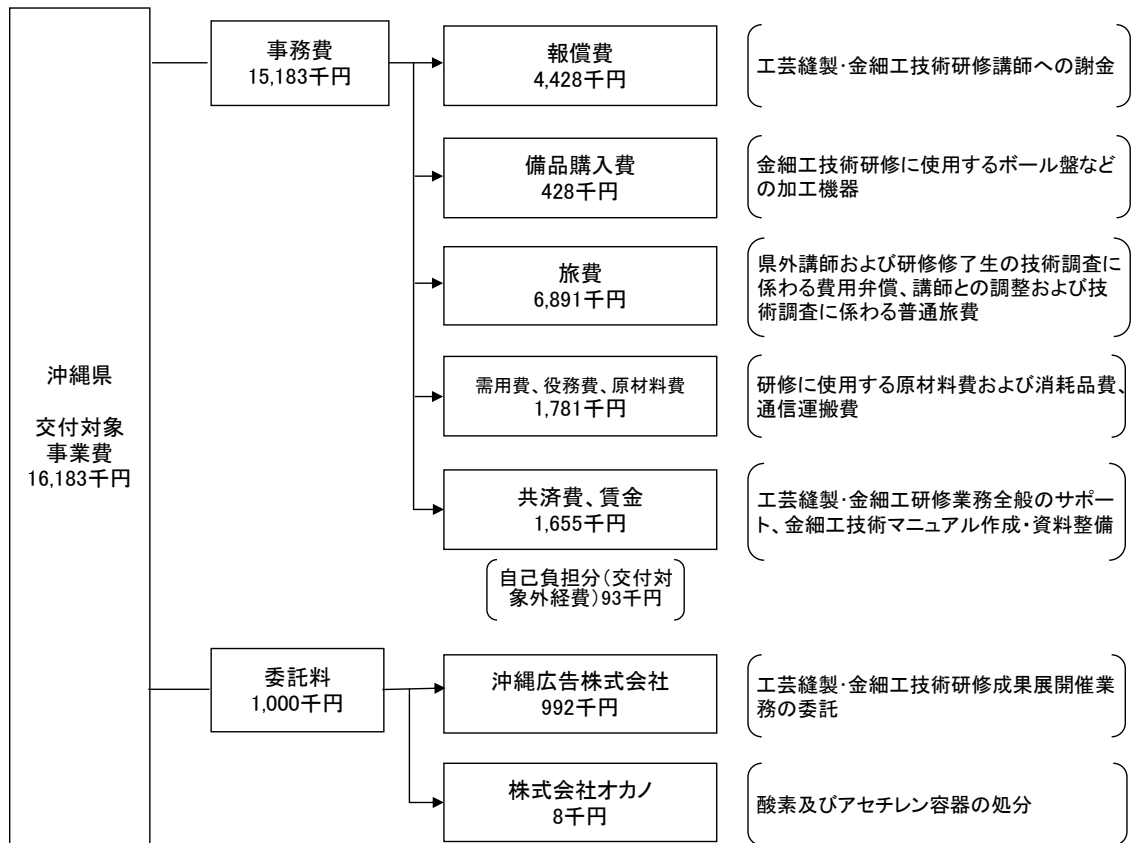 沖縄県
交付対象
事業費
16,183千円
事務費
15,183千円
報償費
4,428千円
工芸縫製・金細工技術研修講師への謝金
備品購入費
428千円
金細工技術研修に使用するボール盤など
の加工機器
旅費
6,891千円
県外講師および研修修了生の技術調査に
係わる費用弁償、講師との調整および技
術調査に係わる普通旅費
需用費、役務費、原材料費
1,781千円
研修に使用する原材料費および消耗品費、
通信運搬費
共済費、賃金
1,655千円
工芸縫製・金細工研修業務全般のサポー
ト、金細工技術マニュアル作成・資料整備
自己負担分(交付対
象外経費)93千円
委託料
1,000千円
沖縄広告株式会社
992千円
工芸縫製・金細工技術研修成果展開催業
務の委託
株式会社オカノ
8千円
酸素及びアセチレン容器の処分